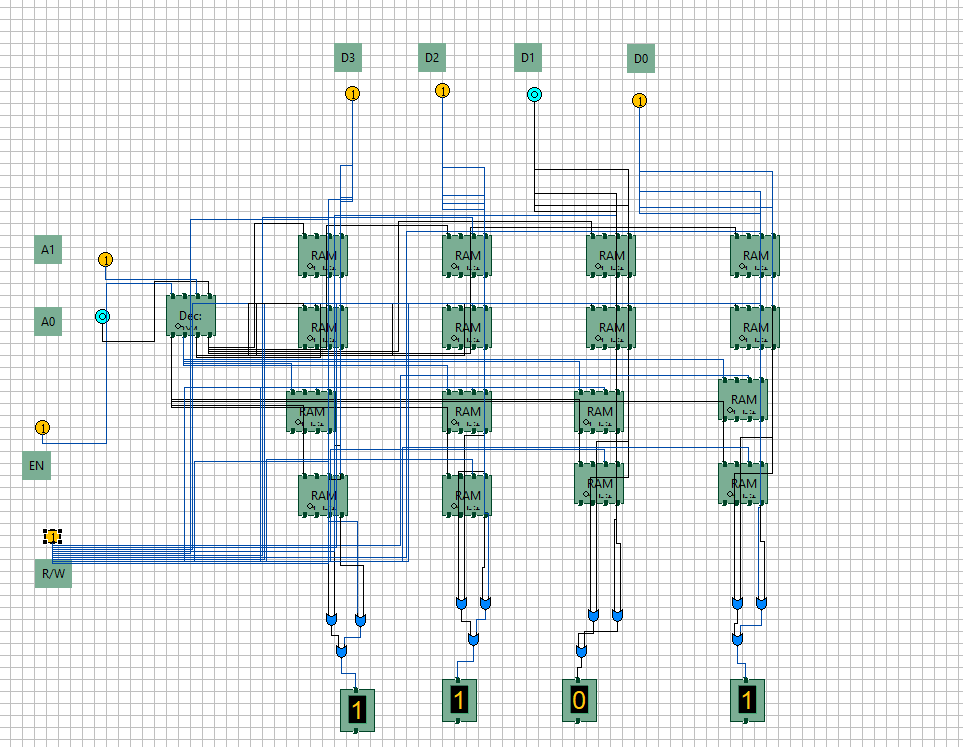 D3 D2 D1 D0
1 1 1
A1
1
RAM RAM RAM RAM
A0
Dec:
RAM RAM RAM RAM
RAM RAM RAM RAM
1
EN
RAM RAM RAM RAM
1
R/W
1 1 0 1